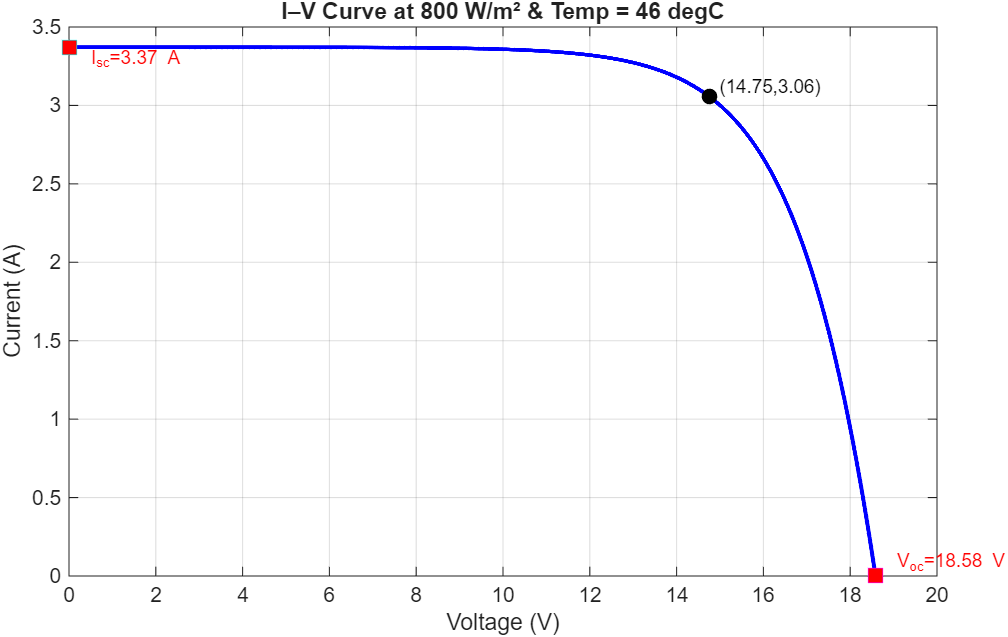 I–V Curve at 800 W/m² & Temp = 46 degC
3.5
3
2.5
2
1.5
1
0.5
0
Current (A)
Isc=3.37 A
(14.75,3.06)
Voc=18.58 V
0 2 4 6 8 10 12 14 16 18 20
Voltage (V)